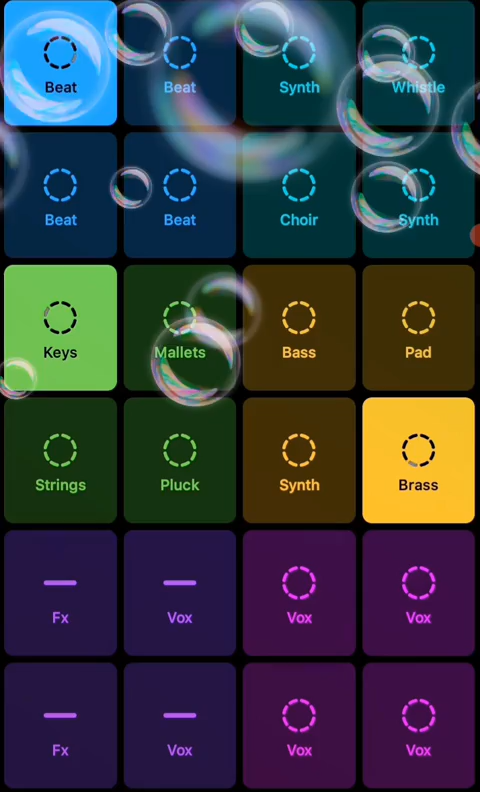 Beat
Beat
Synth
Whistle
Beat
Beat
Choir
Synth
Keys
Mallets
Bass
Pad
Strings
Pluck
Synth
Brass
Fx
Vox
Vox
Vox
Fx
Vox
Vox
Vox